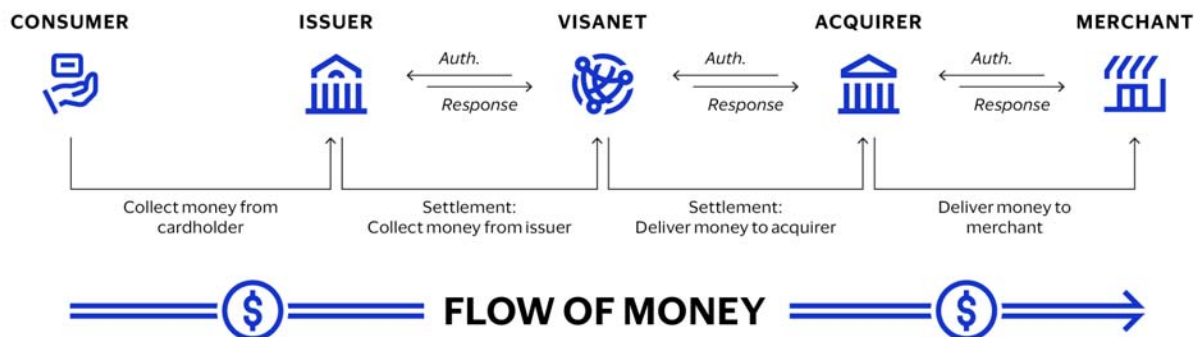 CONSUMER
ISSUER
VISANET
ACQUIRER
MERCHANT
Auth.
Response
Auth.
Response
Auth.
Response
Collect money from
cardholder
Settlement:
Collect money from issuer
Settlement:
Deliver money to acquirer
Deliver money to
merchant
$
FLOW OF MONEY
$